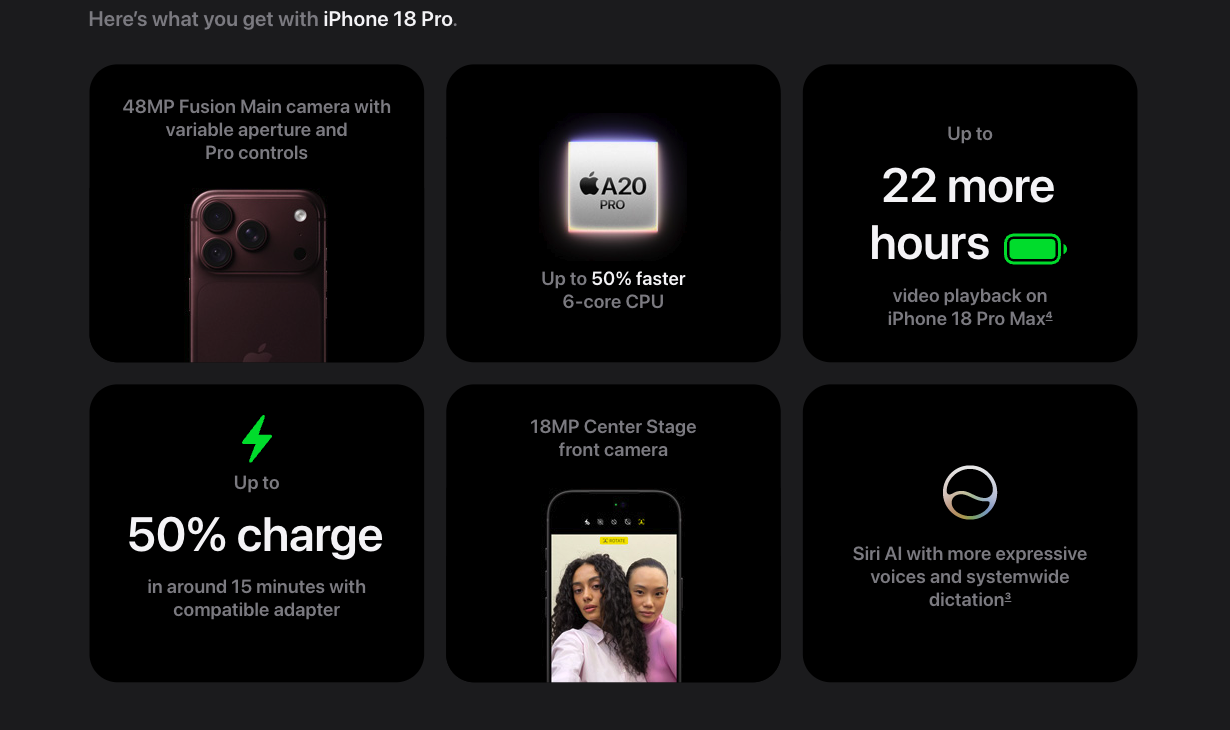 Here’s what you get with iPhone 18 Pro.
48MP Fusion Main camera with
variable aperture and
Pro controls
A20
PRO
Up to 50% faster
6-core CPU
Up to
22 more
hours
video playback on
iPhone 18 Pro Max⁴
Up to
50% charge
in around 15 minutes with
compatible adapter
18MP Center Stage
front camera
ROTATE
Siri AI with more expressive
voices and systemwide
dictation³